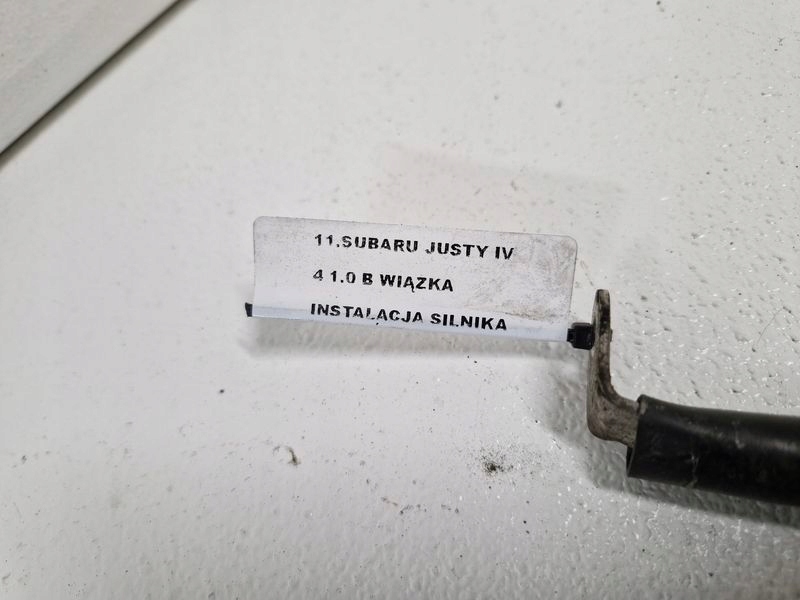 11.SUBARU JUSTY IV
4 1.0 B WIĄZKA
INSTALACJA SILNIKA